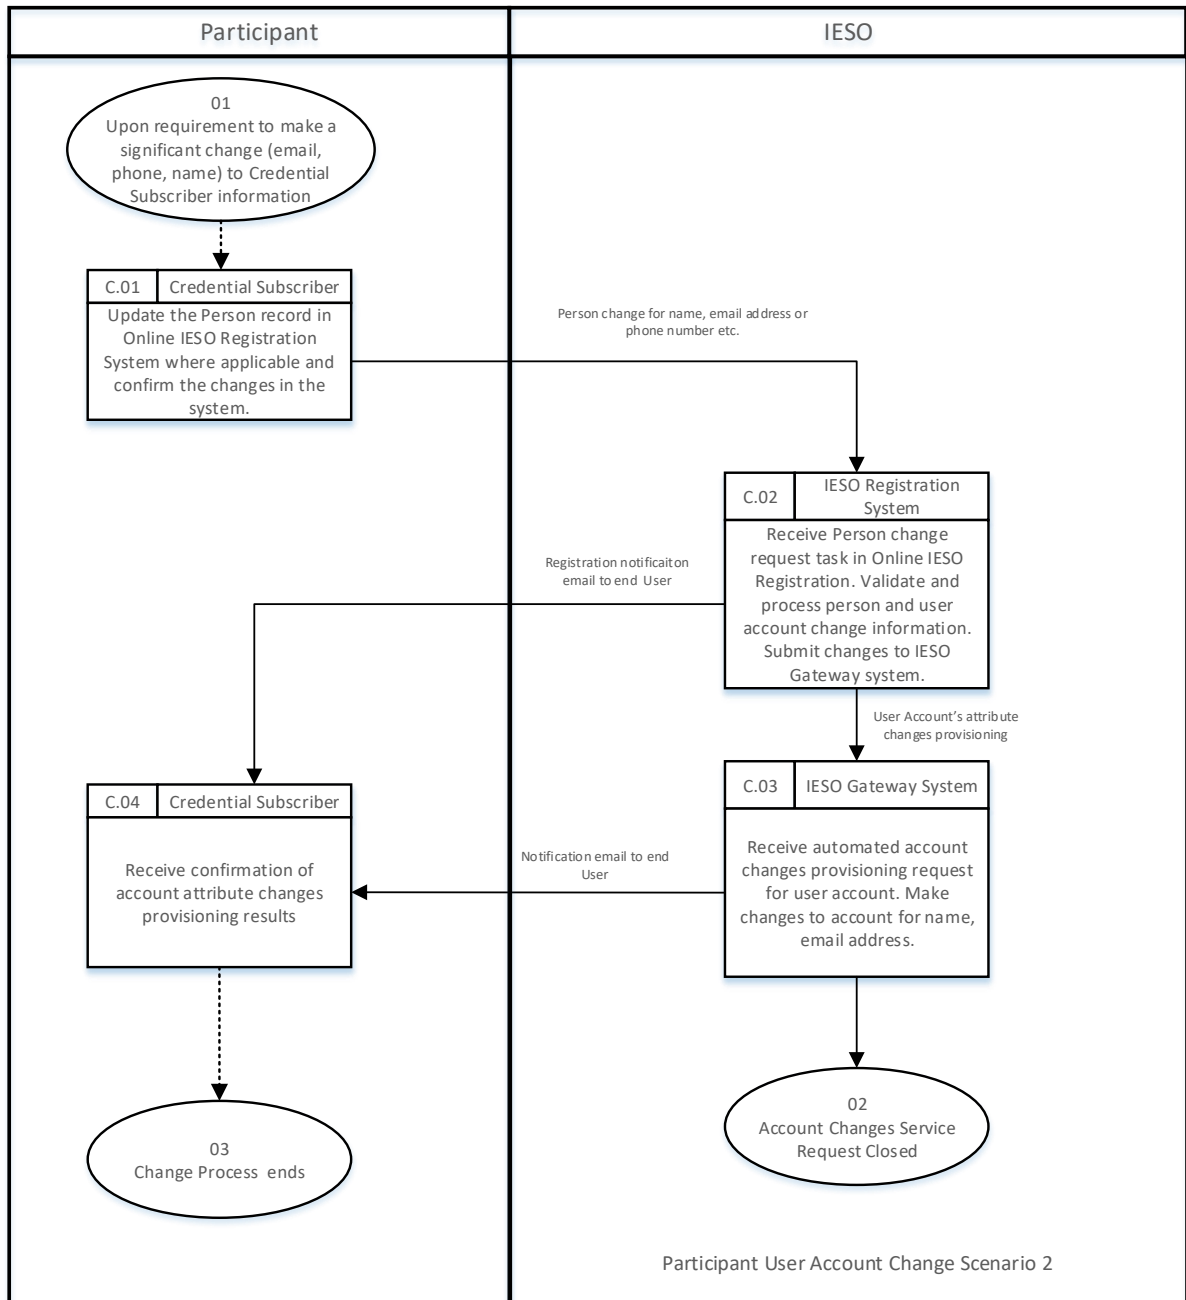 Participant
IESO
01
Upon requirement to make a
significant change (email,
phone, name) to Credential
Subscriber information
C.01
Credential Subscriber
Update the Person record in
Online IESO Registration
System where applicable and
confirm the changes in the
system.
Person change for name, email address or
phone number etc.
C.02
IESO Registration
System
Receive Person change
request task in Online IESO
Registration. Validate and
process person and user
account change information.
Submit changes to IESO
Gateway system.
Registration notificaiton
email to end User
User Account’s attribute
changes provisioning
C.04
Credential Subscriber
Receive confirmation of
account attribute changes
provisioning results
C.03
IESO Gateway System
Receive automated account
changes provisioning request
for user account. Make
changes to account for name,
email address.
Notification email to end
User
02
Account Changes Service
Request Closed
03
Change Process ends
Participant User Account Change Scenario 2